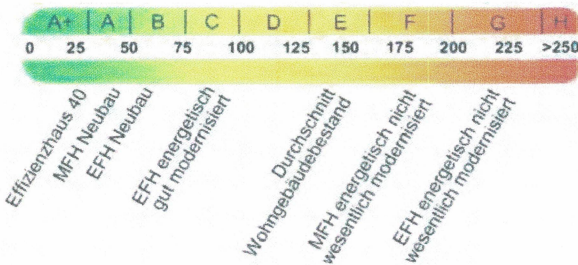 A+ | A | B | C | D | E | F | G | H
0 25 50 75 100 125 150 175 200 225 >250
Effizienzhaus 40
MFH Neubau
EFH Neubau
EFH energetisch
gut modernisiert
Durchschnitt
Wohngebäudebestand
MFH energetisch nicht
wesentlich modernisiert
EFH energetisch nicht
wesentlich modernisiert